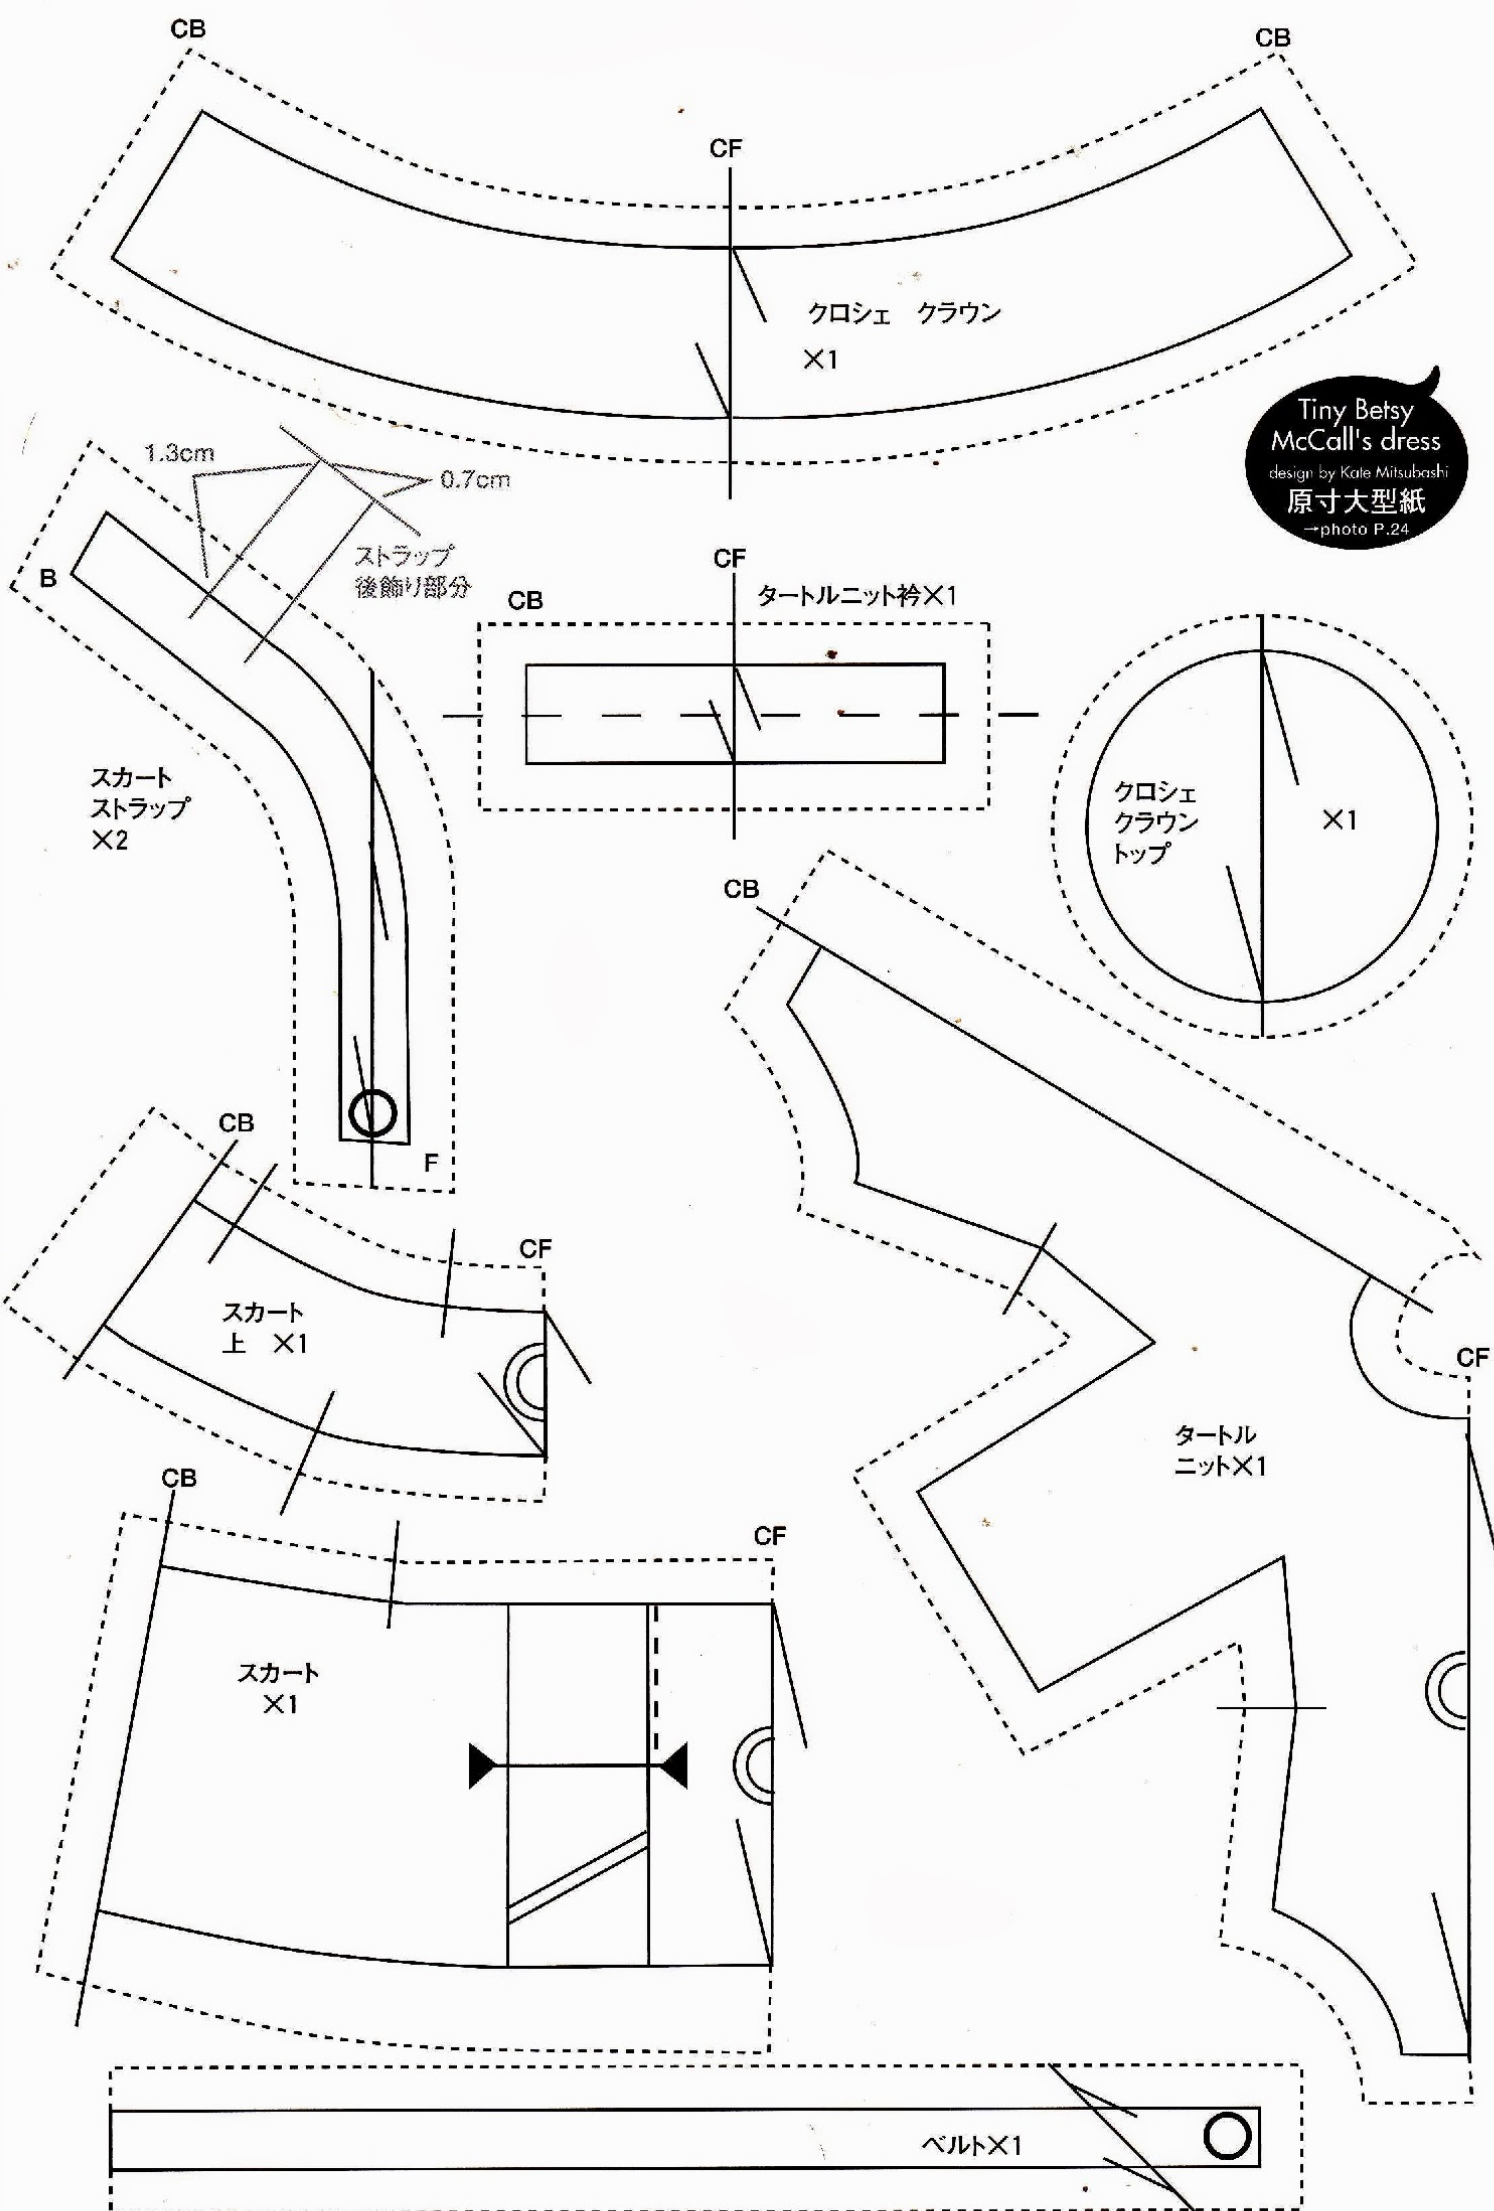 CB
CB
CF
クロシェ クラウン
×1
Tiny Betsy
McCall's dress
design by Kate Mitsubashi
原寸大型紙
→photo P.24
1.3cm
0.7cm
ストラップ
後飾り部分
B
スカート
ストラップ
×2
F
CF
CB
タートルニット衿×1
クロシェ
クラウン
トップ
×1
CB
CF
タートル
ニット×1
CB
CF
スカート
上 ×1
CB
CF
スカート
×1
ベルト×1